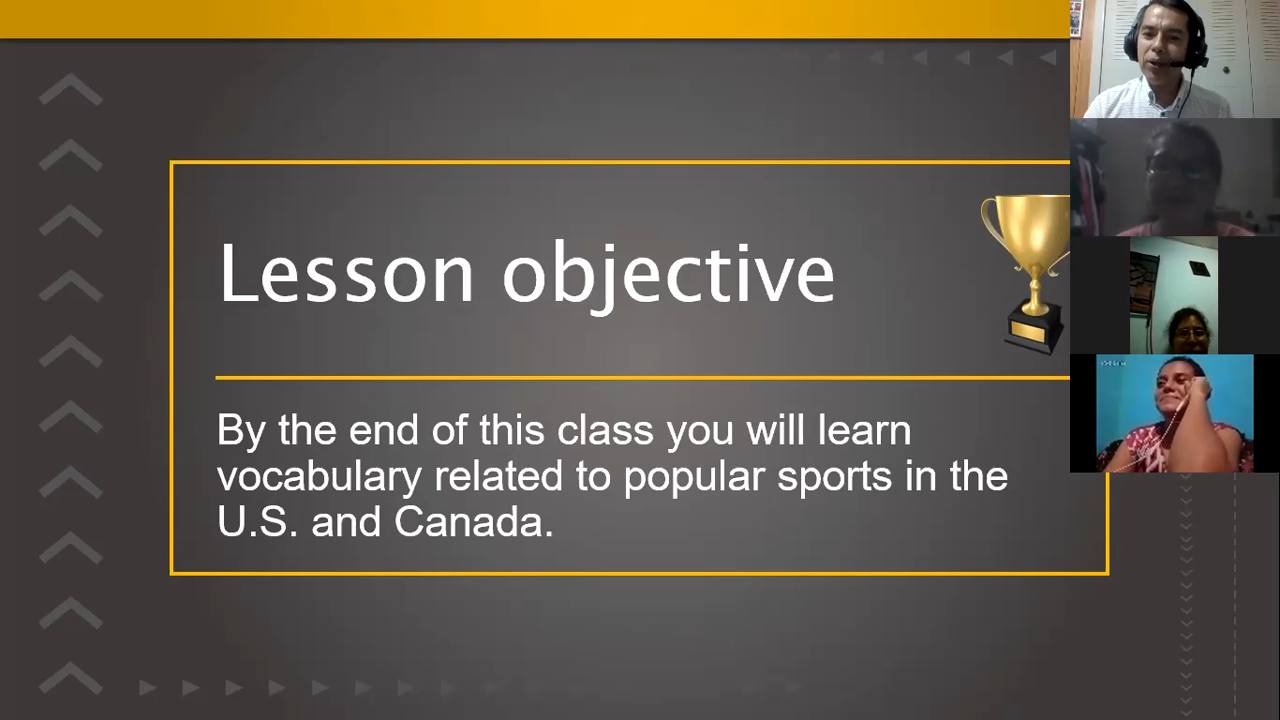 Lesson objective
By the end of this class you will learn
vocabulary related to popular sports in the
U.S. and Canada.